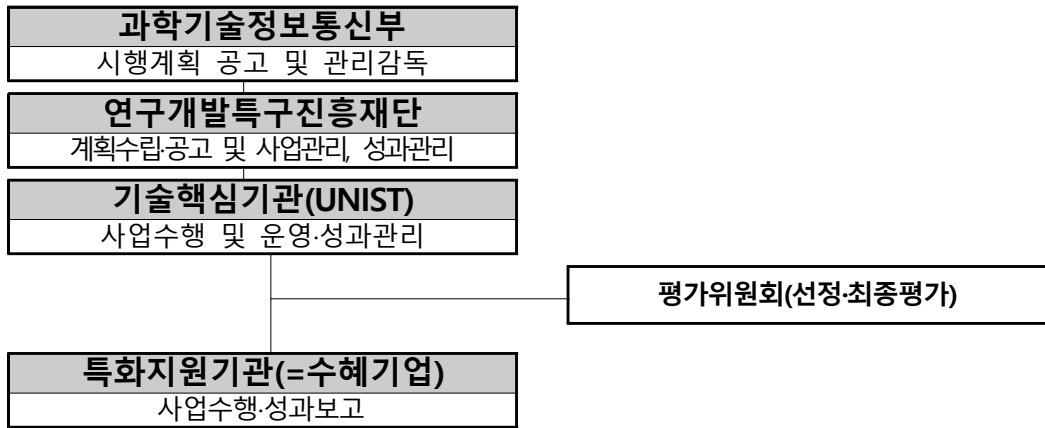 과학기술정보통신부
시행계획 공고 및 관리감독
연구개발특구진흥재단
계획수립·공고 및 사업관리, 성과관리
기술핵심기관(UNIST)
사업수행 및 운영·성과관리
평가위원회(선정·최종평가)
특화지원기관(=수혜기업)
사업수행·성과보고